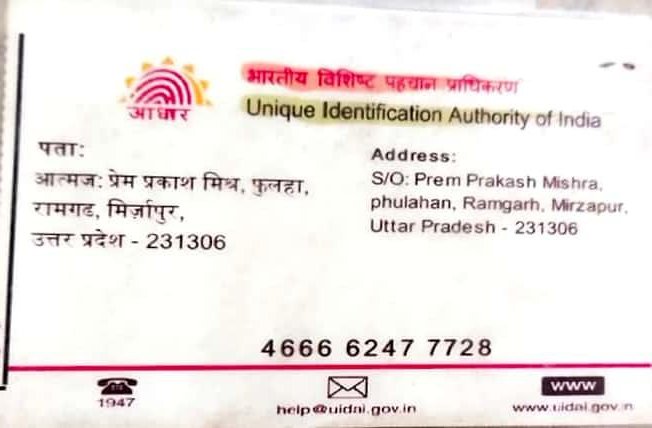 भारतीय विशिष्ट पहचान प्राधिकरण
Unique Identification Authority of India
आधार
पता:
आत्मज: प्रेम प्रकाश मिश्र, फुलहा,
रामगढ, मिर्ज़ापुर,
उत्तर प्रदेश - 231306
Address:
S/O: Prem Prakash Mishra,
phulahan, Ramgarh, Mirzapur,
Uttar Pradesh - 231306
4666 6247 7728
1947
help@uidai.gov.in
www
www.uidai.gov.in